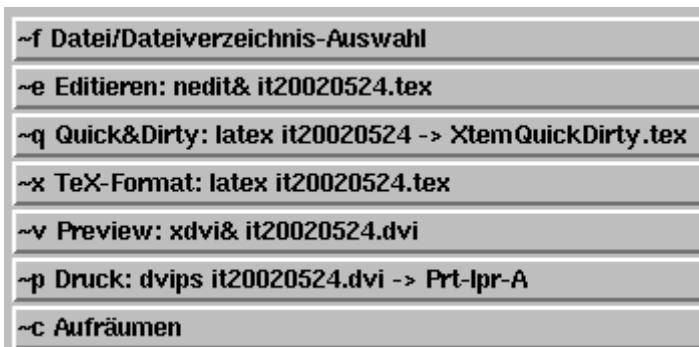 ~f Datei/Dateiverzeichnis-Auswahl
~e Editieren: nedit& it20020524.tex
~q Quick&Dirty: latex it20020524 -> XtemQuickDirty.tex
~x TeX-Format: latex it20020524.tex
~v Preview: xdvi& it20020524.dvi
~p Druck: dvips it20020524.dvi -> Prt-lpr-A
~c Aufräumen